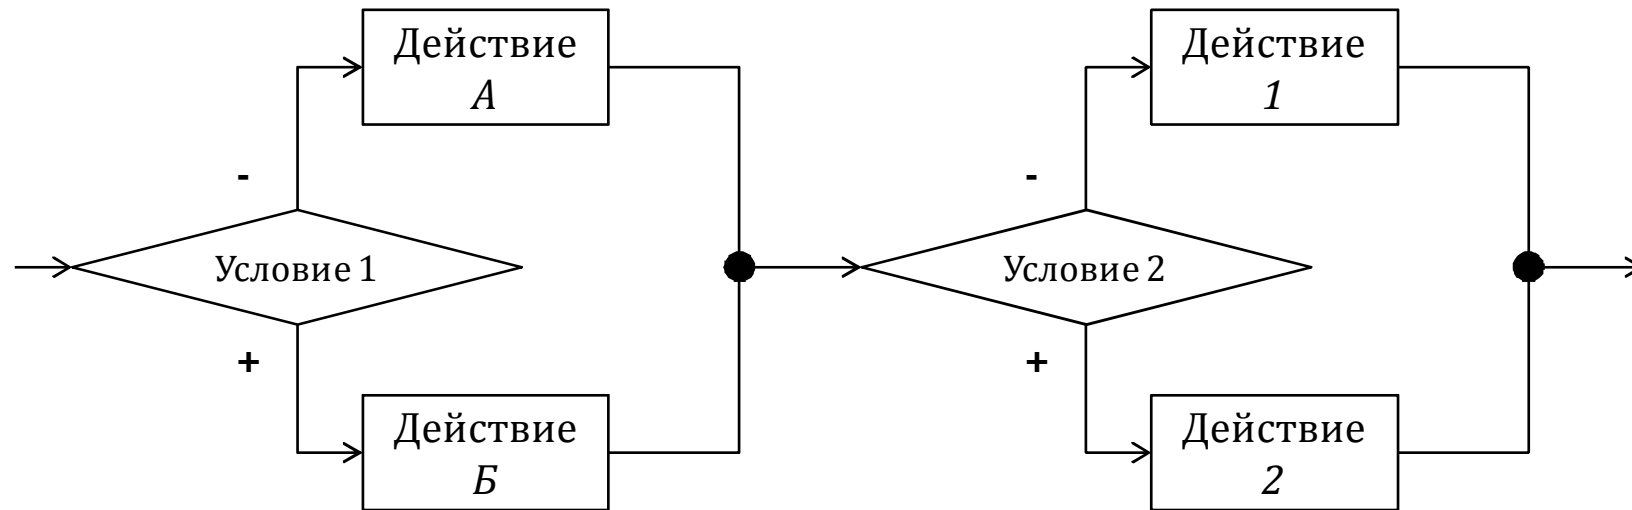 Действие
А
Действие
1
-
-
Условие 1
Условие 2
+
+
Действие
Б
Действие
2